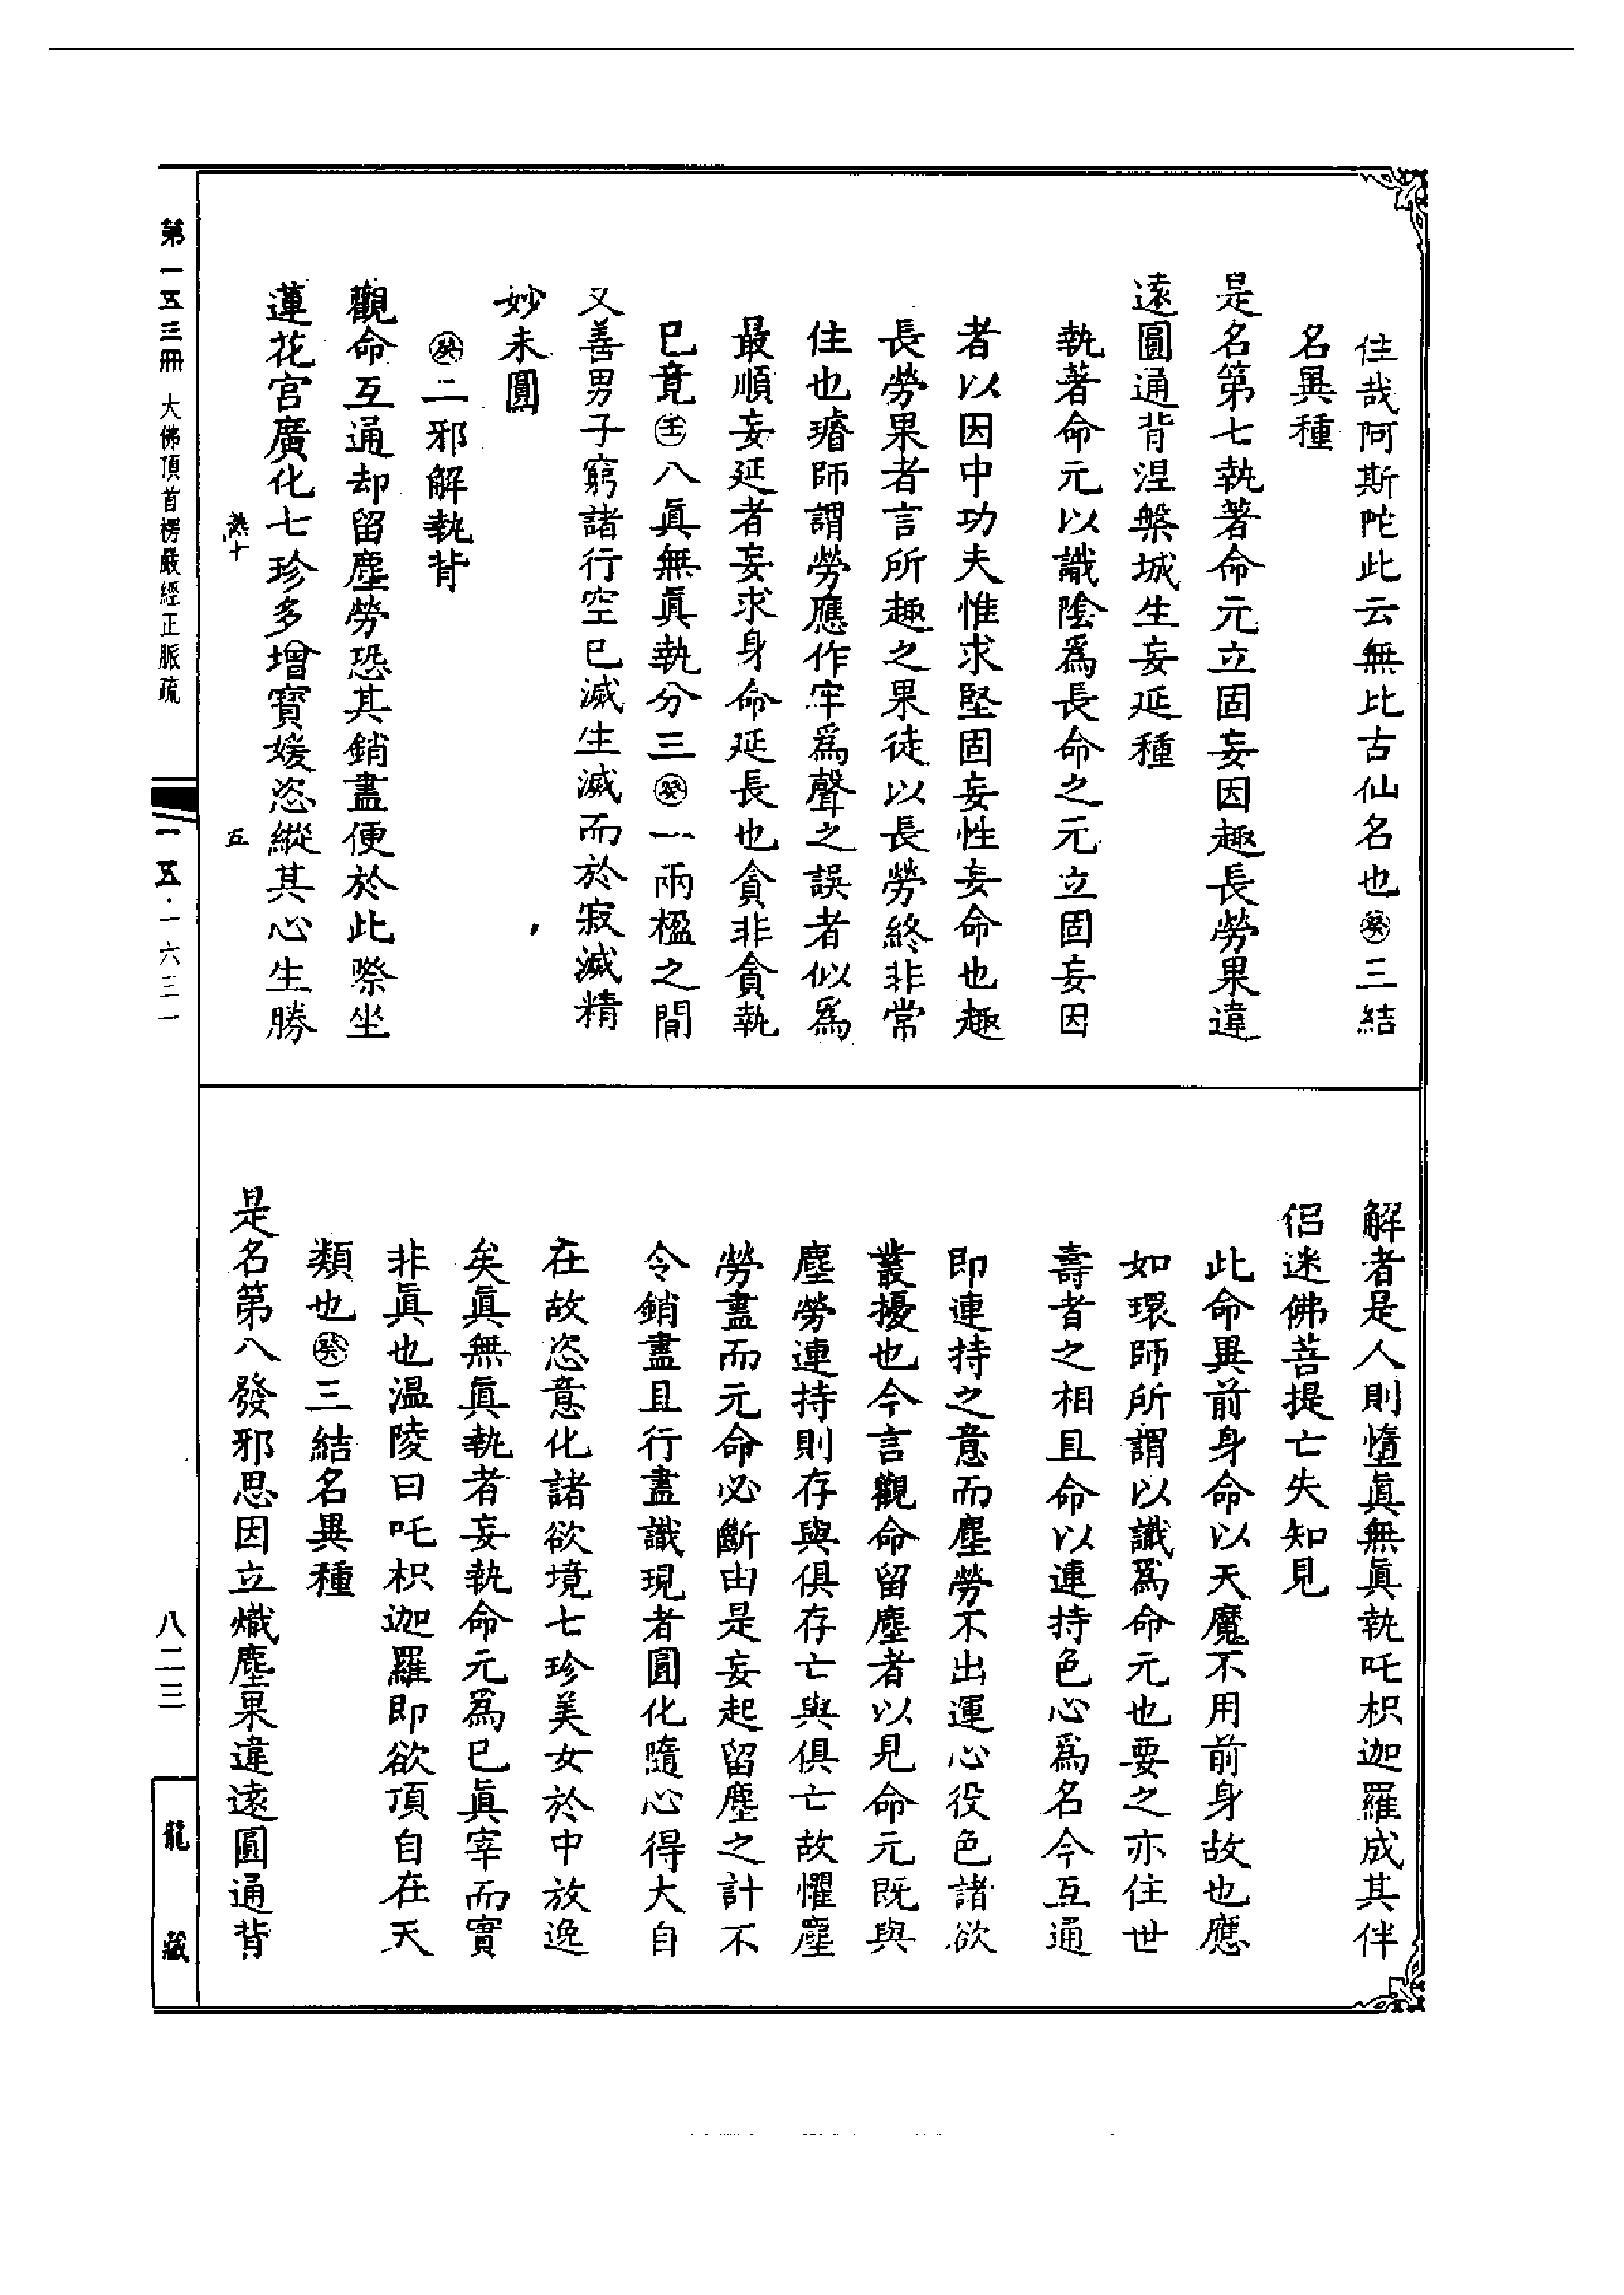 住哉阿斯陀此云無比古仙名也㊌三結
名異種
是名第七執著命元立固妄因趣長勞果違
遠圓通背涅槃城生妄延種
執著命元以識陰爲長命之元立固妄因
者以因中功夫惟求堅固妄性妄命也趣
長勞果者言所趣之果徒以長勞終非常
住也璿師謂勞應作牢爲聲之誤者似爲
最順妄延者妄求身命延長也貪非貪執
巳竟(壬)八眞無眞執分三(癸)一兩楹之間
又善男子窮諸行空巳滅生滅而於寂滅精
妙未圓
(癸)二邪解執背
觀命互通却留塵勞恐其銷盡便於此際坐
蓮花宮廣化七珍多增寶媛恣縱其心生勝
解者是人則墮眞無眞執吒枳迦羅成其伴
侶迷佛菩提亡失知見
此命異前身命以天魔不用前身故也應
如環師所謂以識爲命元也要之亦住世
壽者之相且命以連持色心爲名今互通
即連持之意而塵勞不出運心役色諸欲
叢擾也今言觀命留塵者以見命元既與
塵勞連持則存與俱存亡與俱亡故懼塵
勞盡而元命必斷由是妄起留塵之計不
令銷盡且行盡識現者圓化隨心得大自
在故恣意化諸欲境七珍美女於中放逸
矣眞無眞執者妄執命元爲巳眞宰而實
非眞也温陵曰吒枳迦羅即欲頂自在天
類也(癸)三結名異種
是名第八發邪思因立熾塵果違遠圓通背
第一五三冊 大佛頂首楞嚴經正脈疏
熱十 五
一五·一六三一
八二三
龍藏